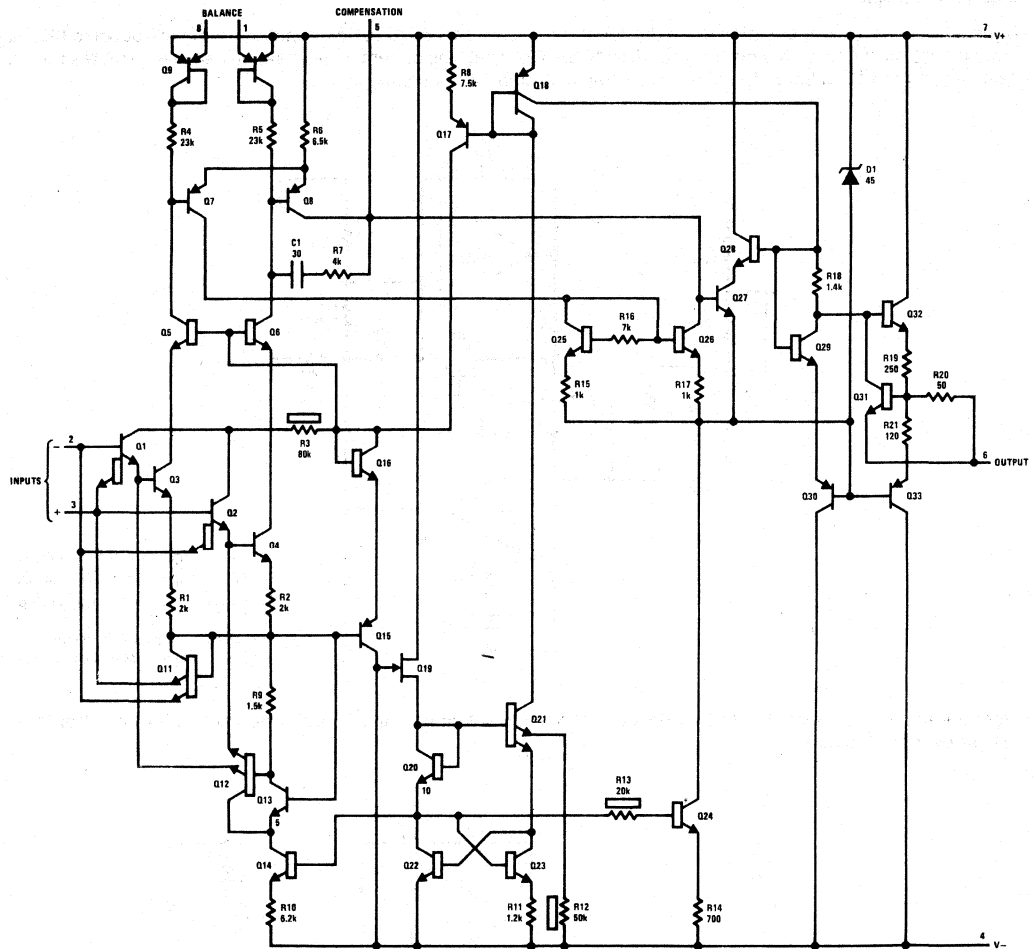 BALANCE
COMPENSATION
8
1
5
7
V+
Q9
R8
7.5k
Q18
R4
23k
R5
23k
R6
6.5k
Q17
D1
45
Q7
Q8
C1
30
R7
4k
Q28
R18
1.4k
Q27
Q5
Q6
Q25
R16
7k
Q26
Q29
Q32
R19
250
R15
1k
R17
1k
Q31
R20
50
2
−
Q1
R3
80k
R21
120
INPUTS
Q3
Q16
6
OUTPUT
3
+
Q2
Q4
Q30
Q33
R1
2k
R2
2k
Q15
Q11
Q19
R9
1.5k
Q21
Q12
Q13
Q20
10
R13
20k
Q24
5
Q14
Q22
Q23
R10
6.2k
R11
1.2k
R12
50k
R14
700
4
V−